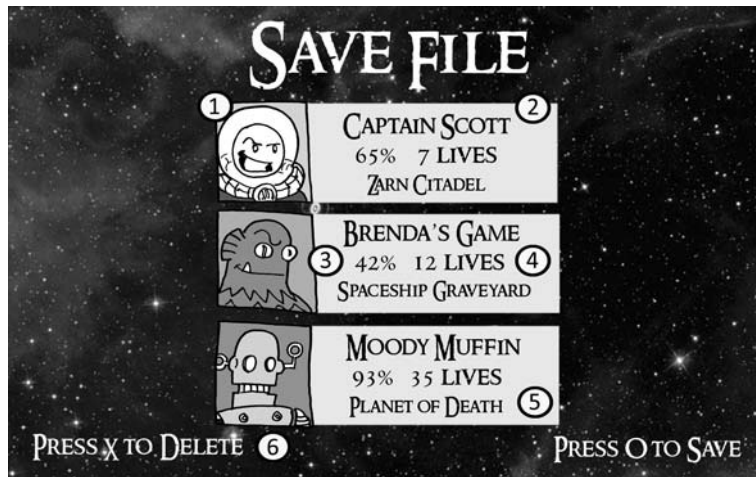 SAVE FILE
1
2
CAPTAIN SCOTT
65% 7 LIVES
ZARN CITADEL
BRENDA'S GAME
3 42% 12 LIVES 4
SPACESHIP GRAVEYARD
MOODY MUFFIN
93% 35 LIVES
PLANET OF DEATH 5
PRESS X TO DELETE 6
PRESS O TO SAVE